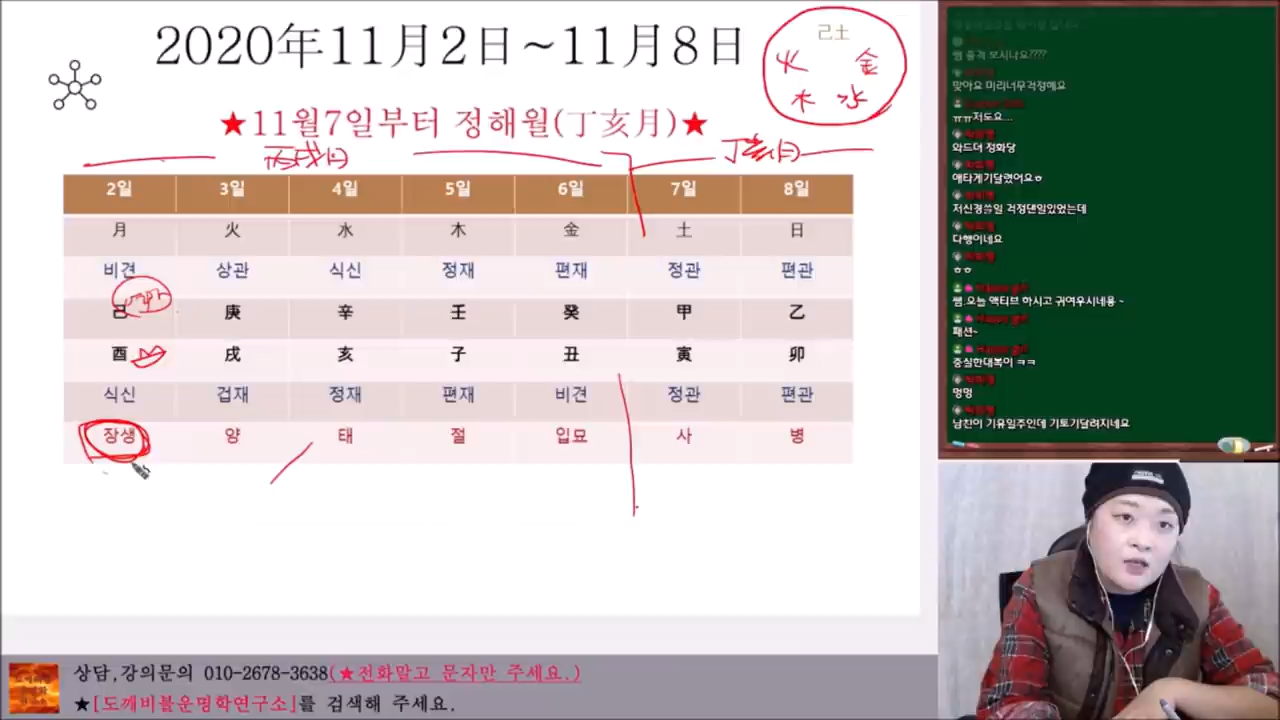 2020年11月2日~11月8日
己土
火 金
木 水
★11월7일부터 정해월(丁亥月)★
丙戌月 丁亥月
2일 3일 4일 5일 6일 7일 8일
月 火 水 木 金 土 日
비견 상관 식신 정재 편재 정관 편관
己 庚 辛 壬 癸 甲 乙
酉 戌 亥 子 丑 寅 卯
식신 겁재 정재 편재 비견 정관 편관
장생 양 태 절 입묘 사 병
상담,강의문의 010-2678-3638(★전화말고 문자만 주세요.)
★[도깨비불운명학연구소]를 검색해 주세요.
맞아요 미리너무걱정해요
ㅠㅠ저도요...
와드더 정화당
애타게기달렸어요ㅎ
저신경쓸일 걱정댄일있었는데
다행이네요
ㅎㅎ
쌤.오늘 액티브 하시고 귀여우시네용 ~
패션~
충실한대복이 ㅋㅋ
멍멍
남친이 기유일주인데 기토기달려지네요